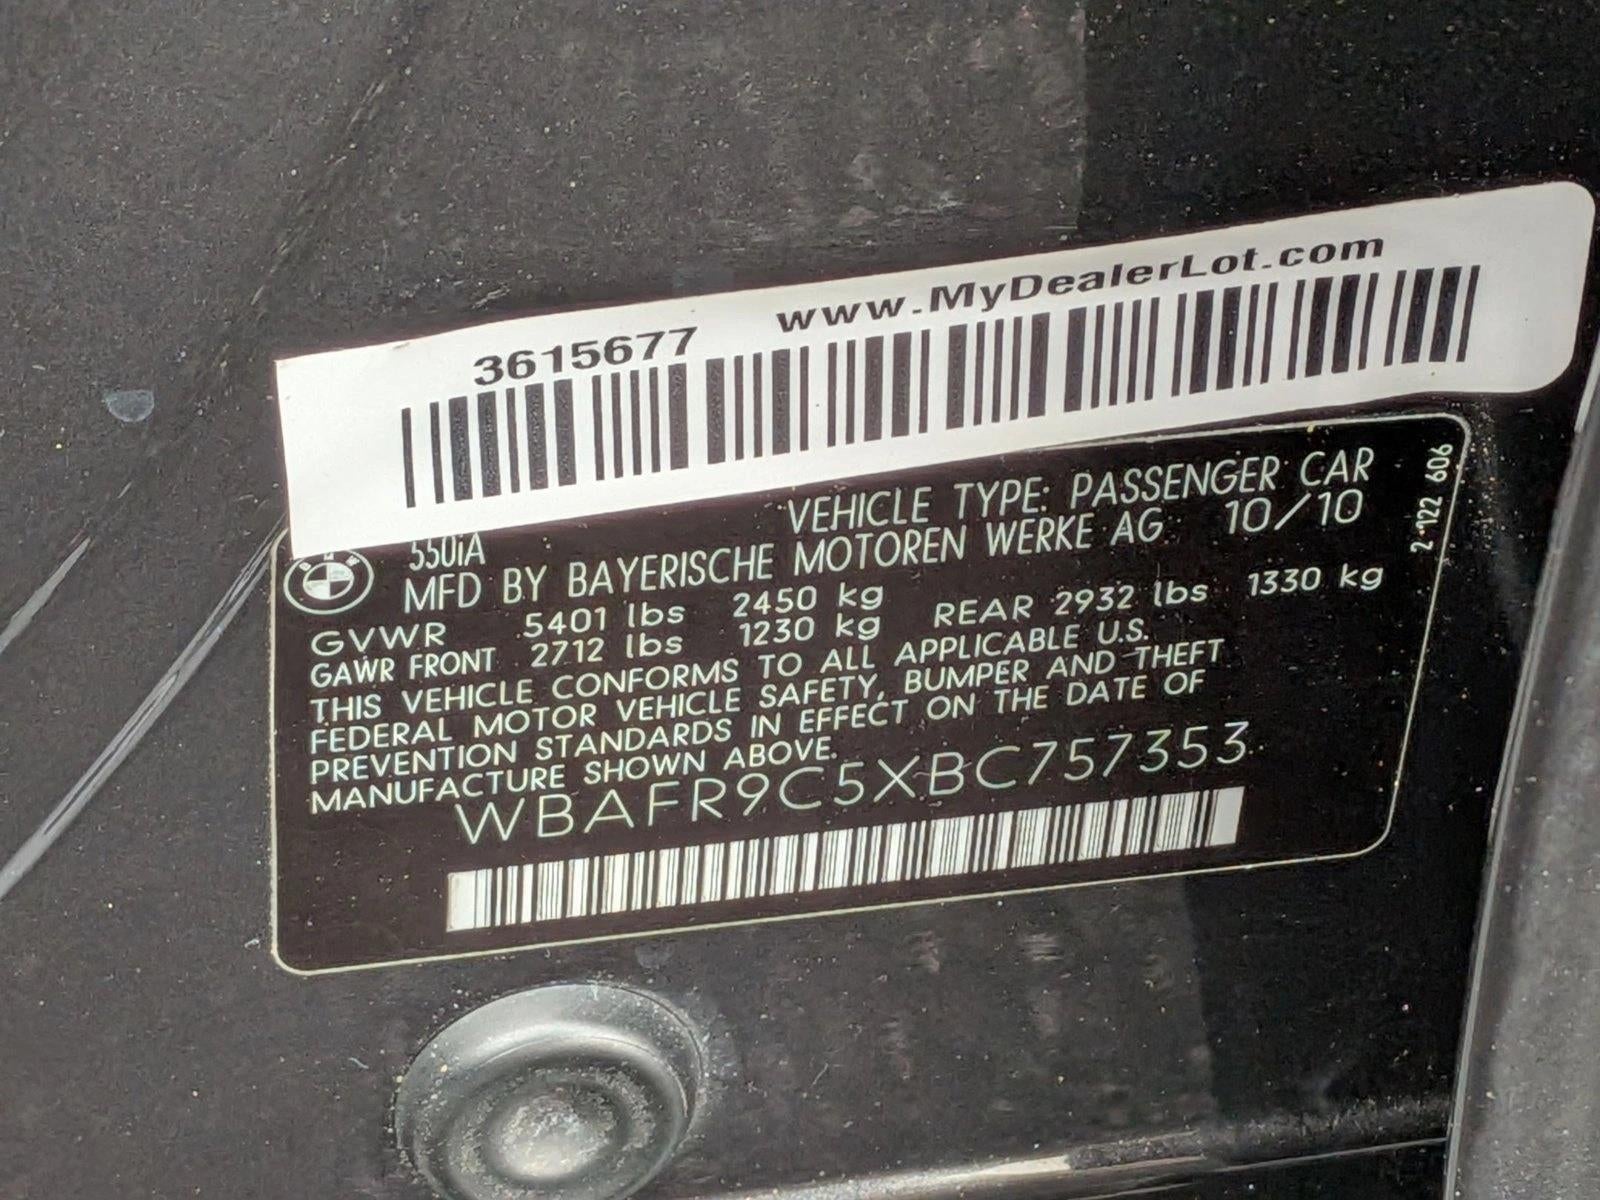 3615677 www.MyDealerLot.com
VEHICLE TYPE: PASSENGER CAR
550iA
MFD BY BAYERISCHE MOTOREN WERKE AG 10/10
GVWR 5401 lbs 2450 kg
GAWR FRONT 2712 lbs 1230 kg REAR 2932 lbs 1330 kg
THIS VEHICLE CONFORMS TO ALL APPLICABLE U.S.
FEDERAL MOTOR VEHICLE SAFETY, BUMPER AND THEFT
PREVENTION STANDARDS IN EFFECT ON THE DATE OF
MANUFACTURE SHOWN ABOVE.
WBAFR9C5XBC757353
2 122 606